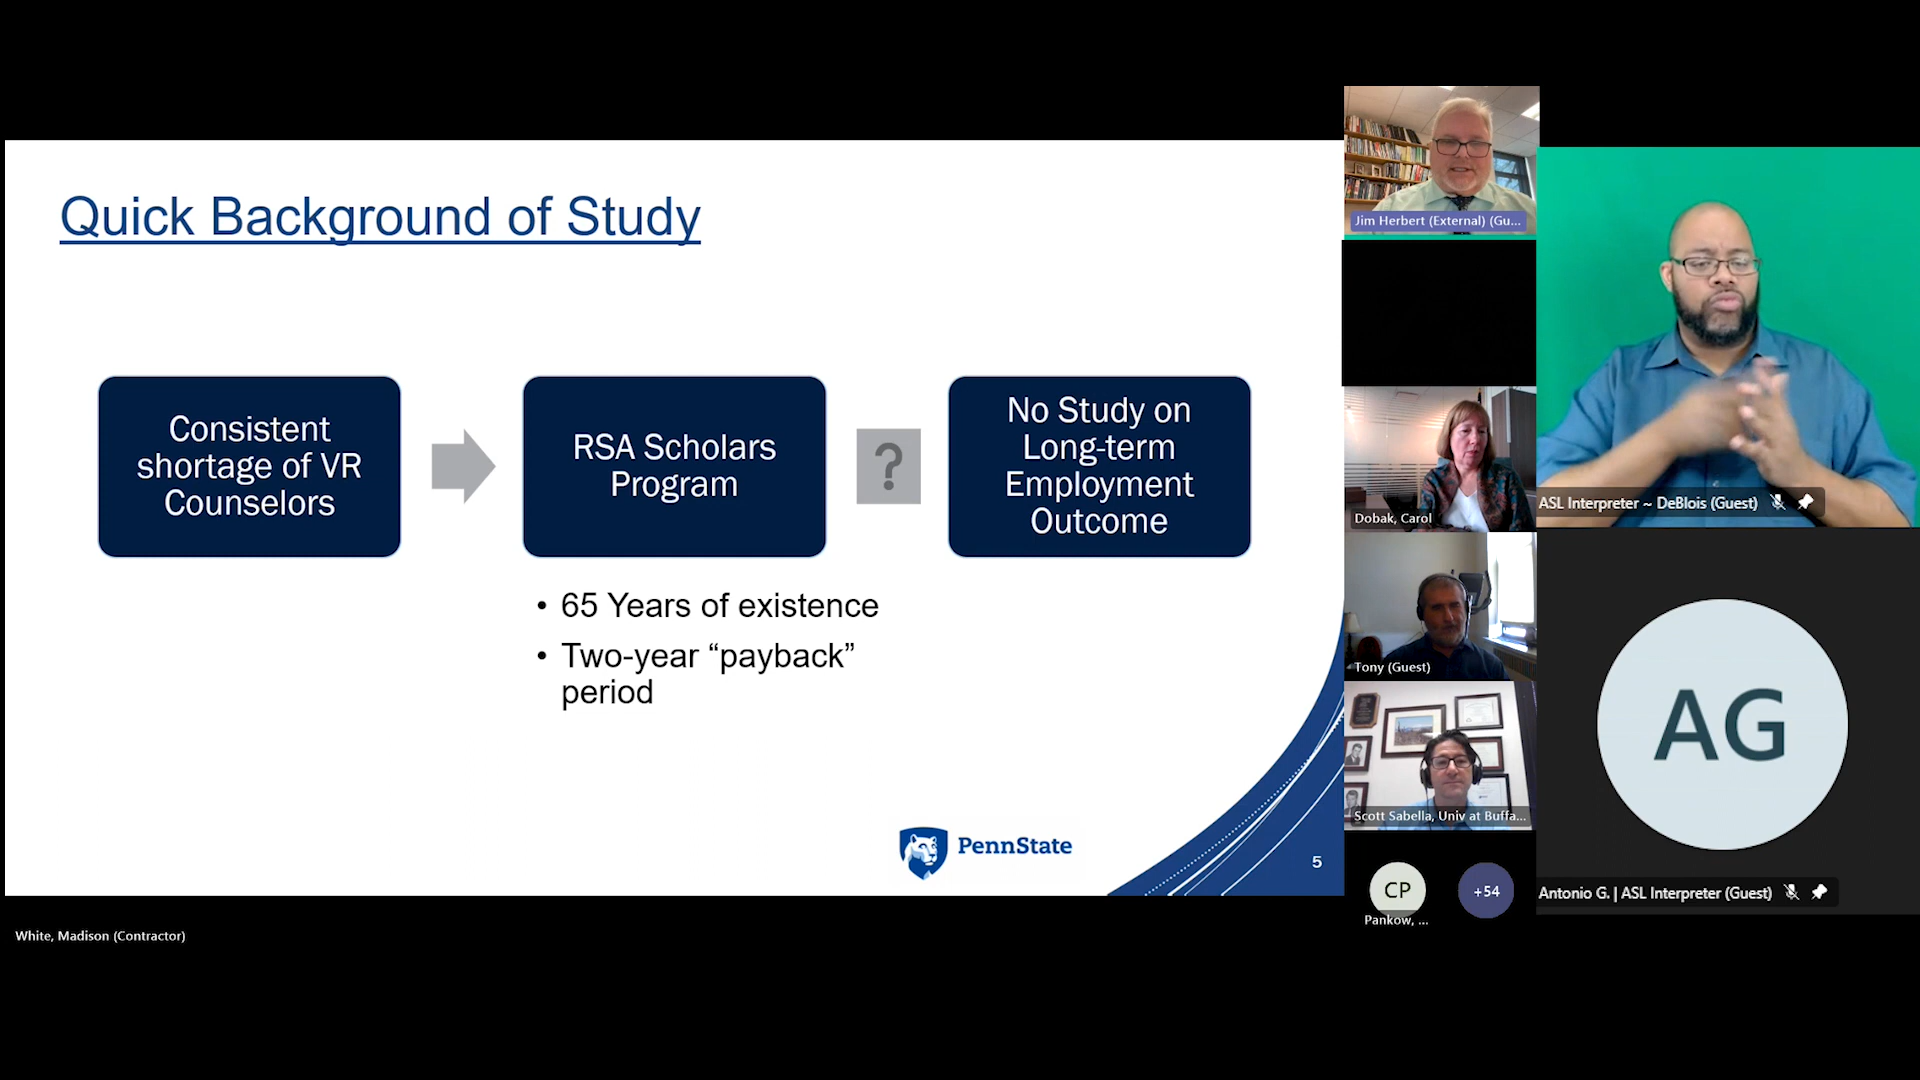 Quick Background of Study
Consistent
shortage of VR
Counselors
RSA Scholars
Program
?
No Study on
Long-term
Employment
Outcome
• 65 Years of existence
• Two-year “payback”
period
PennState
5
White, Madison (Contractor)
Jim Herbert (External) (Gu...
Dobak, Carol
Tony (Guest)
Scott Sabella, Univ at Buffa...
CP
+54
Pankow, ...
ASL Interpreter ~ DeBlois (Guest)
AG
Antonio G. | ASL Interpreter (Guest)